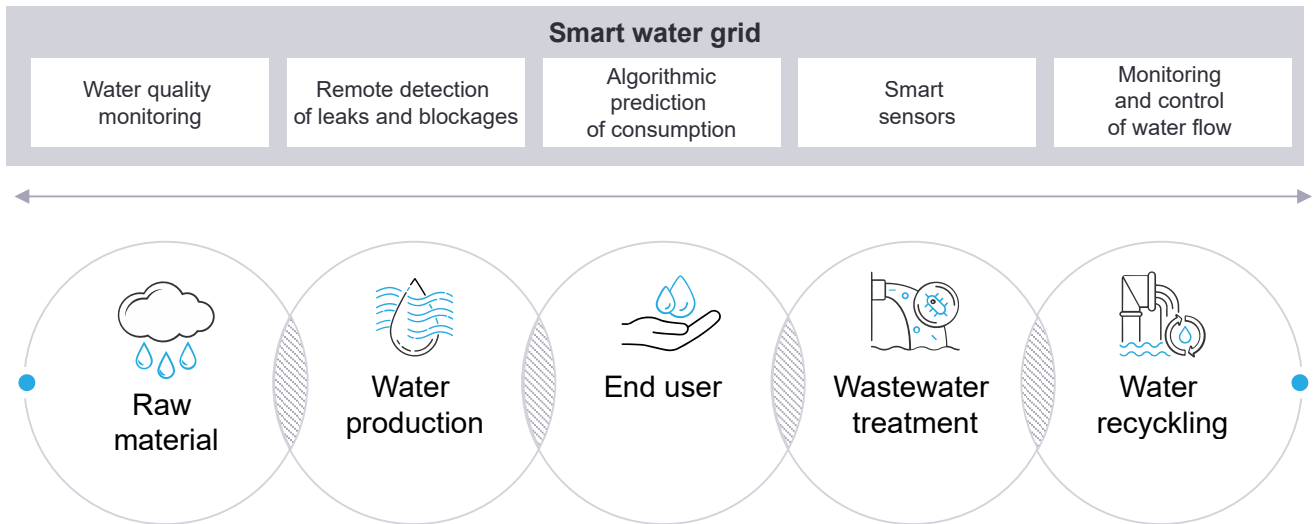 Smart water grid
Water quality
monitoring
Remote detection
of leaks and blockages
Algorithmic
prediction
of consumption
Smart
sensors
Monitoring
and control
of water flow
Raw
material
Water
production
End user
Wastewater
treatment
Water
recyckling